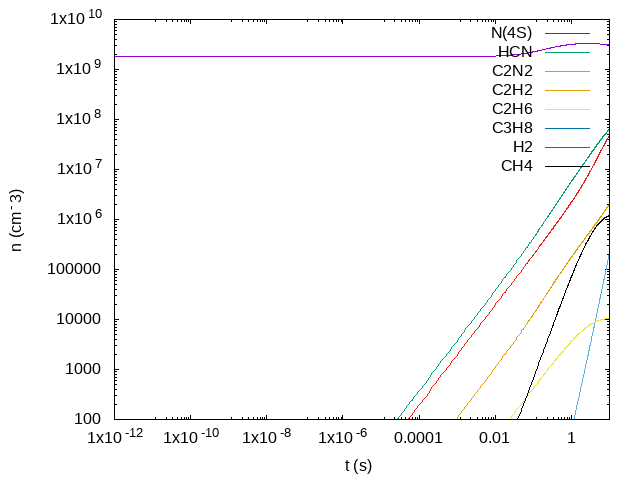 1x10^10
1x10^9
1x10^8
1x10^7
1x10^6
100000
10000
1000
100
n (cm^-3)
N(4S)
HCN
C2N2
C2H2
C2H6
C3H8
H2
CH4
1x10^-12 1x10^-10 1x10^-8 1x10^-6 0.0001 0.01 1
t (s)